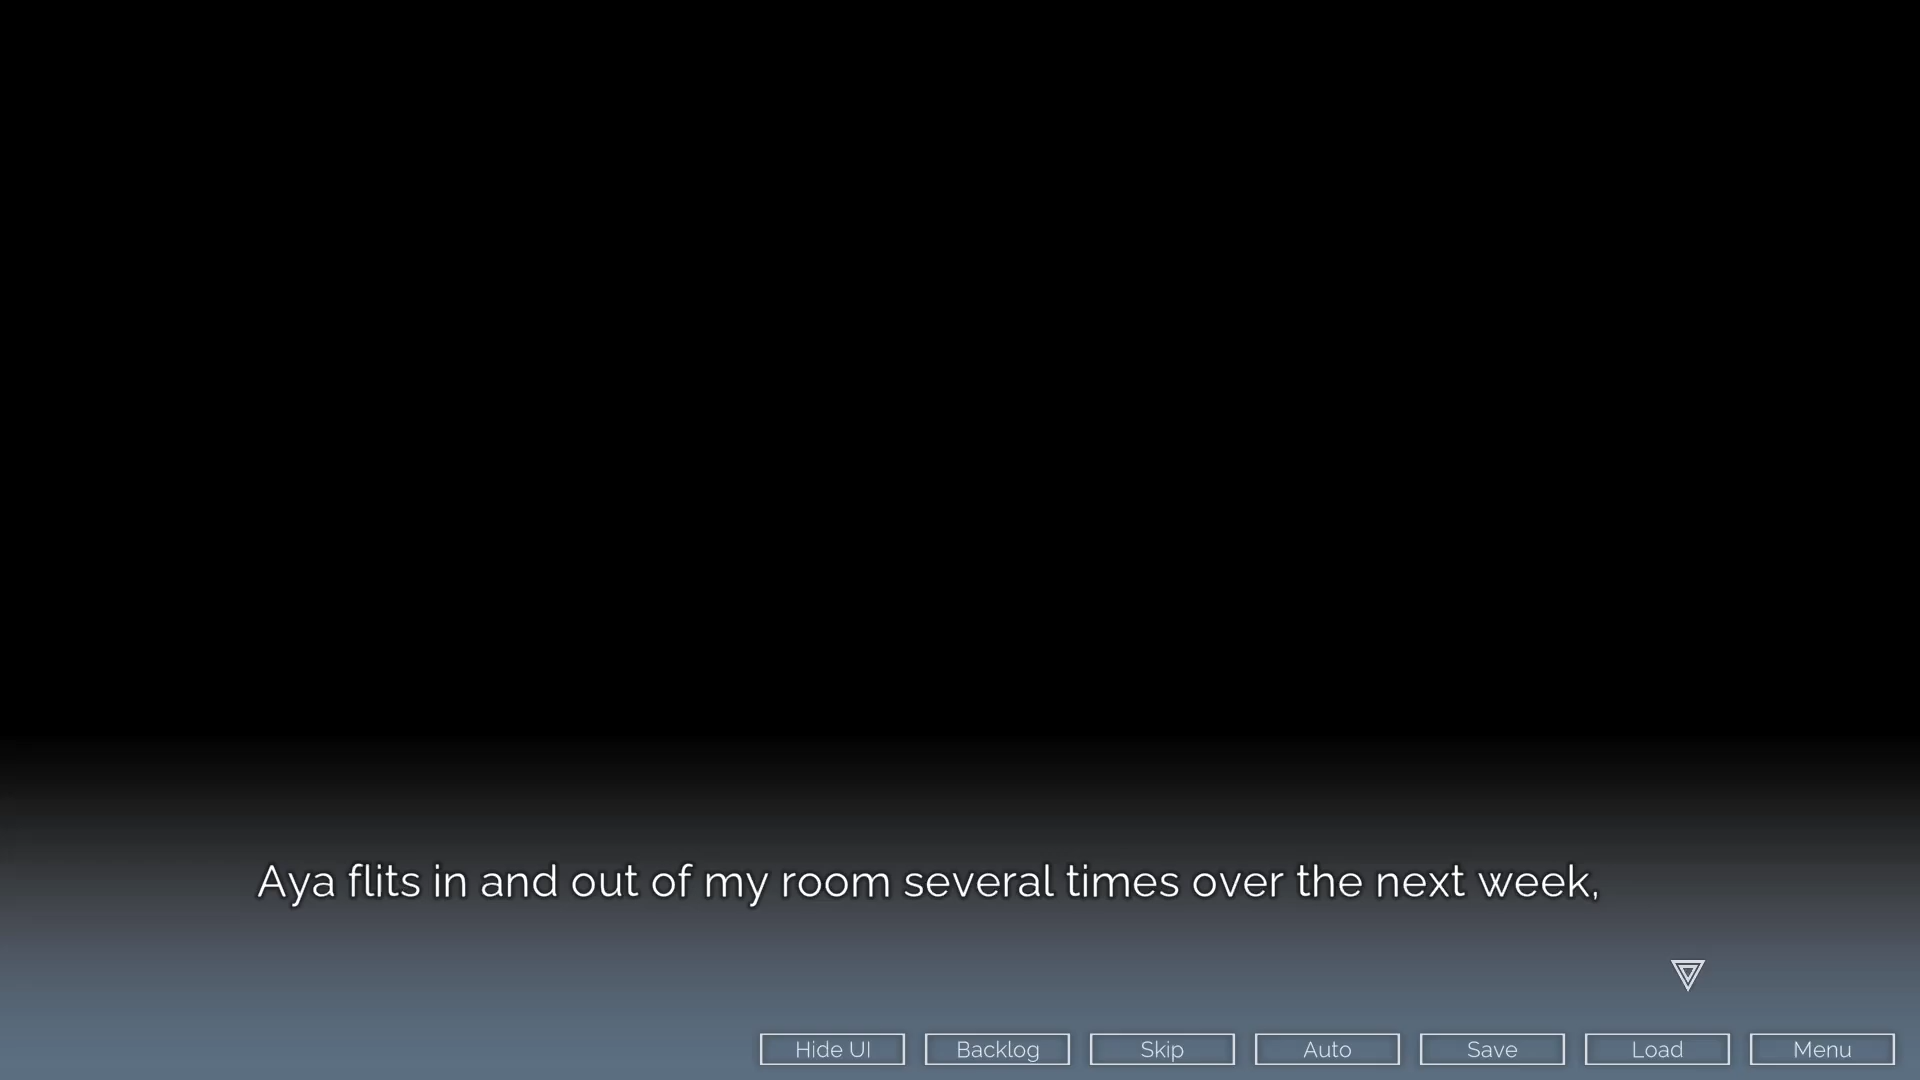 Aya flits in and out of my room several times over the next week,
Hide UI
Backlog
Skip
Auto
Save
Load
Menu